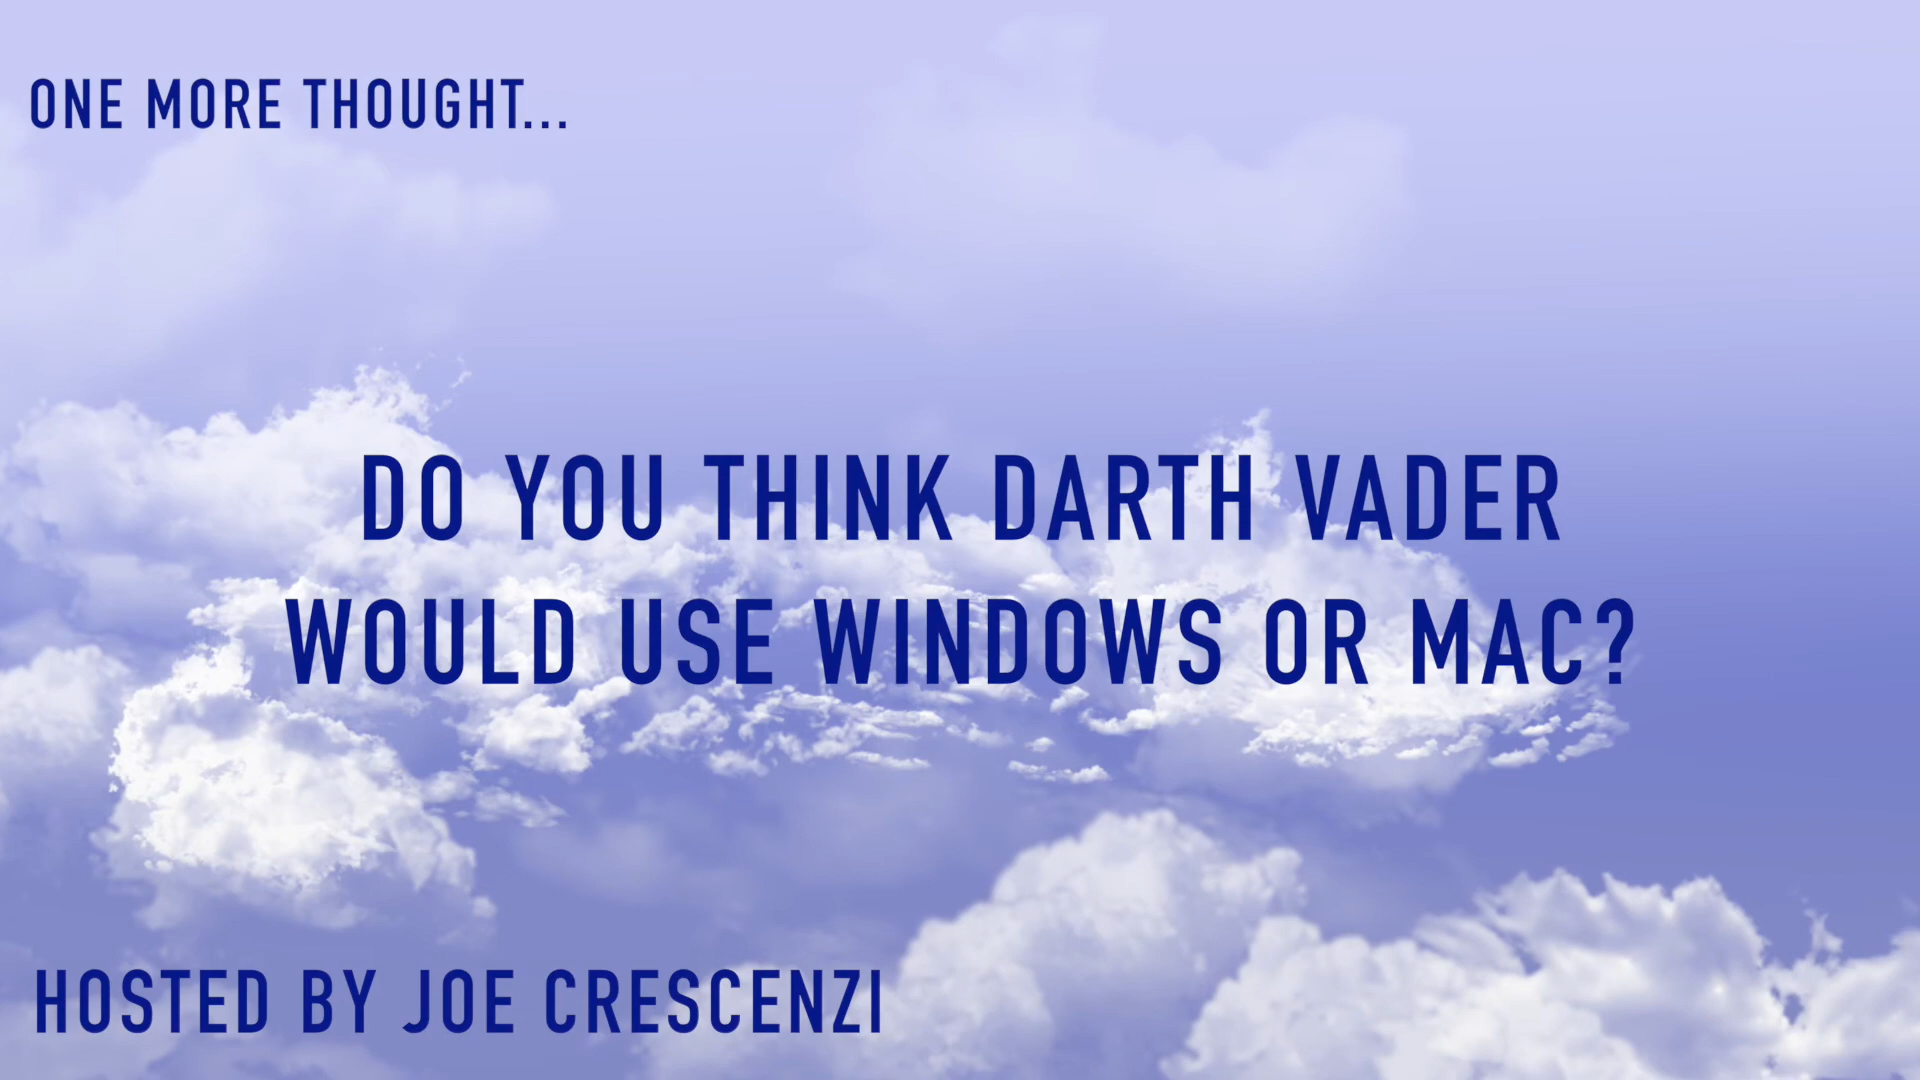 ONE MORE THOUGHT...
DO YOU THINK DARTH VADER
WOULD USE WINDOWS OR MAC?
HOSTED BY JOE CRESCENZI